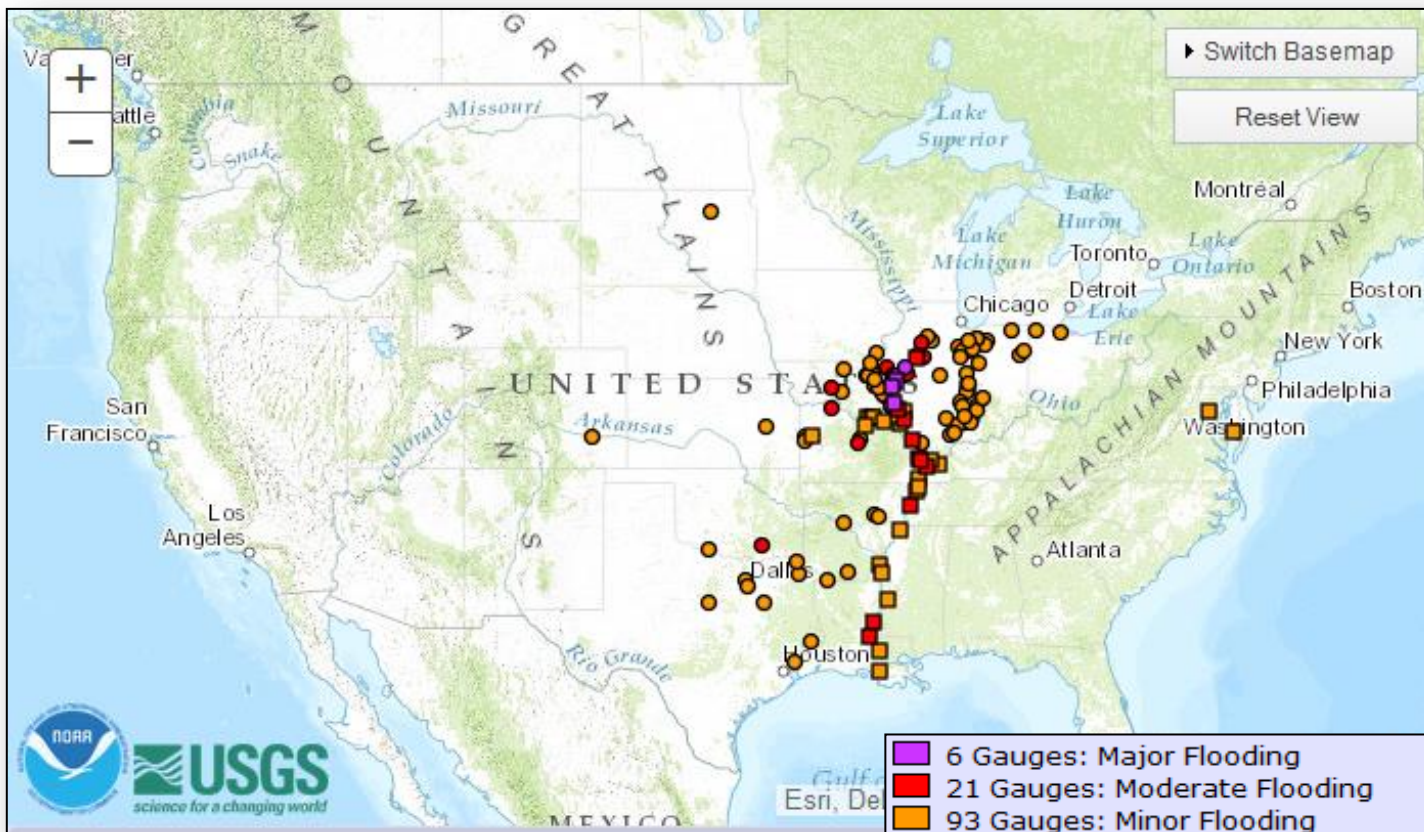 Switch Basemap
Reset View
+
−
GREAT PLAINS
MOUNTAINS
Columbia
Snake
Missouri
Lake
Superior
Montréal
Mississippi
Lake
Huron
Lake
Michigan
Toronto
Lake
Ontario
Chicago
Detroit
Lake
Erie
Boston
New York
Philadelphia
Washington
APPALACHIAN MOUNTAINS
UNITED STATES
Ohio
San
Francisco
Colorado
Arkansas
Los
Angeles
Dallas
Atlanta
Houston
Rio Grande
NOAA
USGS
science for a changing world
MEXICO
Esri,
6 Gauges: Major Flooding
21 Gauges: Moderate Flooding
93 Gauges: Minor Flooding